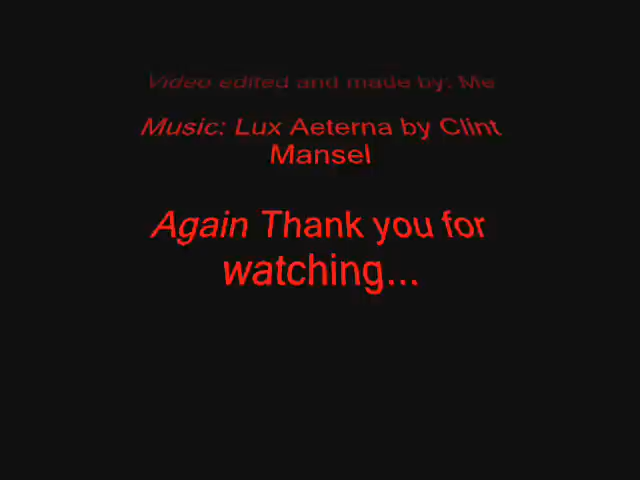 Video edited and made by: Me
Music: Lux Aeterna by Clint
Mansel
Again Thank you for
watching...